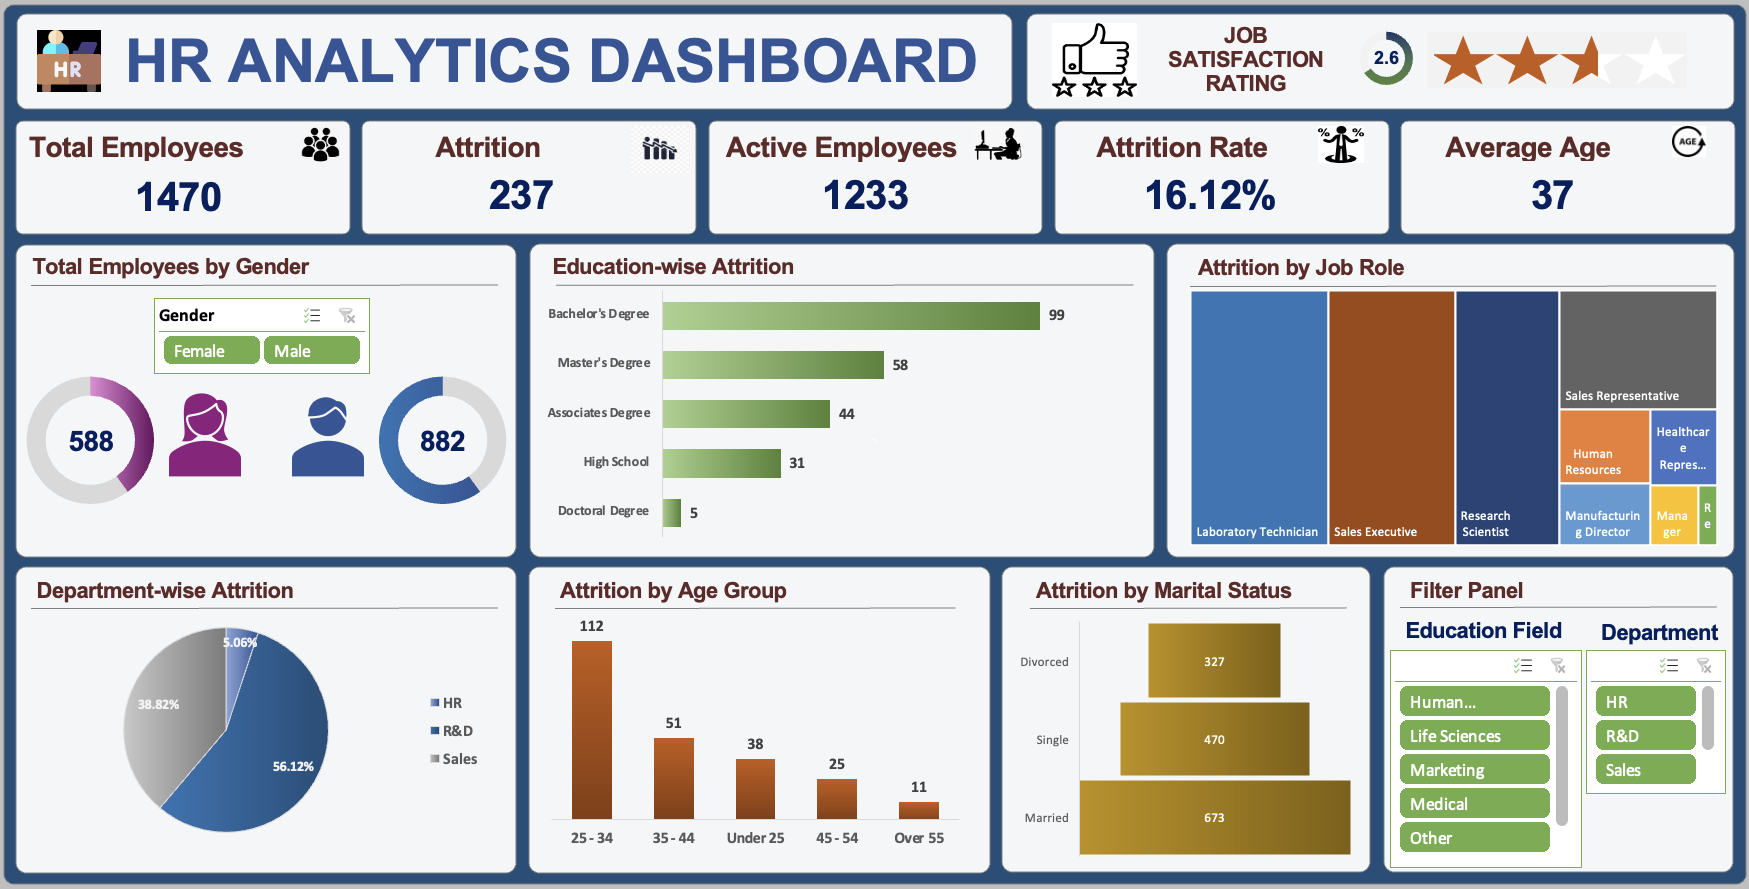 HR
HR ANALYTICS DASHBOARD
JOB
SATISFACTION
RATING
2.6
Total Employees
1470
Attrition
237
Active Employees
1233
Attrition Rate
% %
16.12%
Average Age
AGE
37
Total Employees by Gender
Gender
Female
Male
588
882
Education-wise Attrition
Bachelor's Degree
99
Master's Degree
58
Associates Degree
44
High School
31
Doctoral Degree
5
Attrition by Job Role
Laboratory Technician
Sales Executive
Research
Scientist
Sales Representative
Human
Resources
Healthcar
e
Repres...
Manufacturin
g Director
Mana
ger
R
e
Department-wise Attrition
5.06%
38.82%
56.12%
HR
R&D
Sales
Attrition by Age Group
112
51
38
25
11
25 - 34
35 - 44
Under 25
45 - 54
Over 55
Attrition by Marital Status
Divorced
327
Single
470
Married
673
Filter Panel
Education Field
Human...
Life Sciences
Marketing
Medical
Other
Department
HR
R&D
Sales